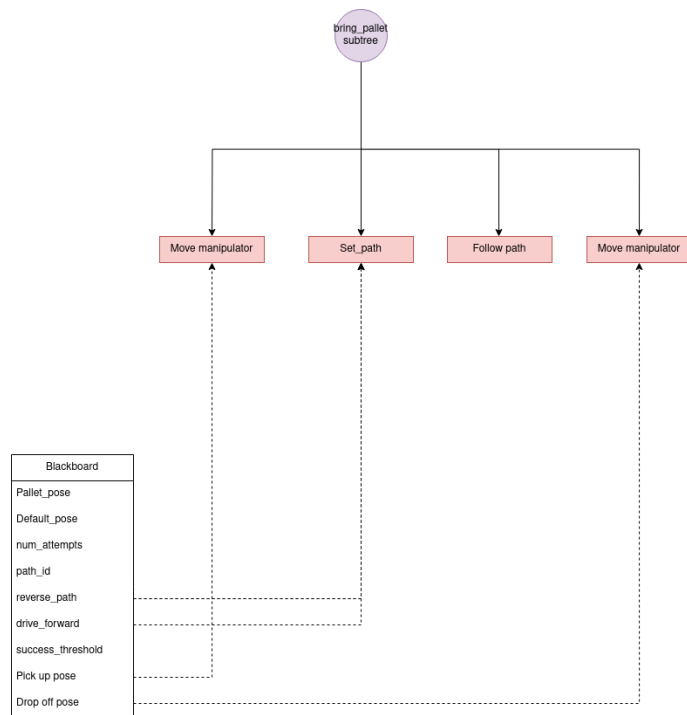 bring_pallet
subtree
Move manipulator
Set_path
Follow path
Move manipulator
Blackboard
Pallet_pose
Default_pose
num_attempts
path_id
reverse_path
drive_forward
success_threshold
Pick up pose
Drop off pose